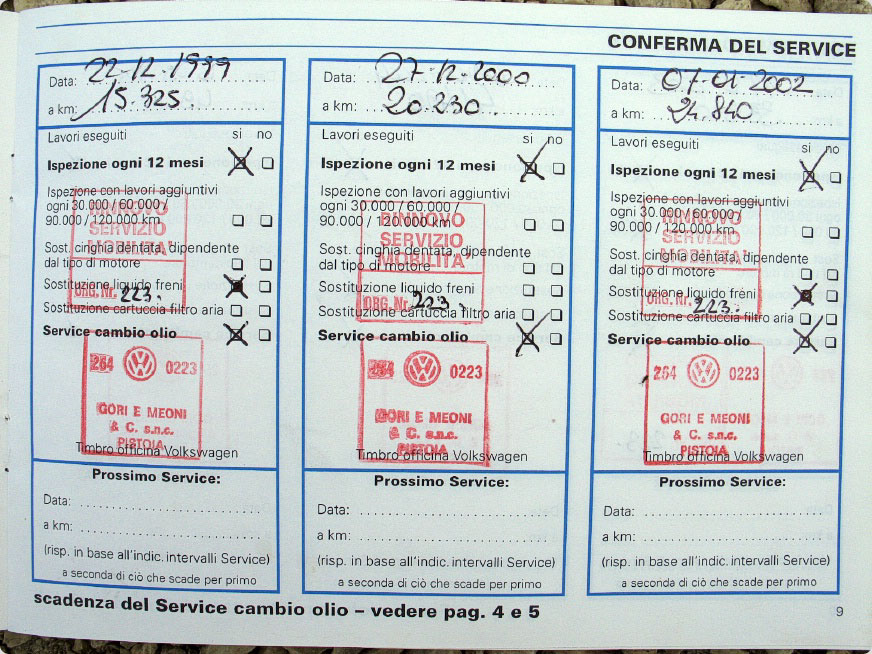 CONFERMA DEL SERVICE
Data: 22-12-1999
a km: 15.325
Lavori eseguiti si no
Ispezione ogni 12 mesi
Ispezione con lavori aggiuntivi
ogni 30.000 / 60.000 /
90.000 / 120.000 km
Sost. cinghia dentata, dipendente
dal tipo di motore
Sostituzione liquido freni
Sostituzione cartuccia filtro aria
Service cambio olio
RINNOVO
SERVIZIO
MOBILITA'
ORG. Nr. 223.
264 VW 0223
GORI E MEONI
& C. s.n.c.
PISTOIA
Timbro officina Volkswagen
Prossimo Service:
Data:
a km:
(risp. in base all'indic. intervalli Service)
a seconda di ciò che scade per primo
Data: 27-12-2000
a km: 20.230
Lavori eseguiti si no
Ispezione ogni 12 mesi
Ispezione con lavori aggiuntivi
ogni 30.000 / 60.000 /
90.000 / 120.000 km
Sost. cinghia dentata, dipendente
dal tipo di motore
Sostituzione liquido freni
Sostituzione cartuccia filtro aria
Service cambio olio
RINNOVO
SERVIZIO
MOBILITA'
ORG. Nr. 223.
264 VW 0223
GORI E MEONI
& C. s.n.c.
PISTOIA
Timbro officina Volkswagen
Prossimo Service:
Data:
a km:
(risp. in base all'indic. intervalli Service)
a seconda di ciò che scade per primo
Data: 07-01-2002
a km: 24.840
Lavori eseguiti si no
Ispezione ogni 12 mesi
Ispezione con lavori aggiuntivi
ogni 30.000 / 60.000 /
90.000 / 120.000 km
Sost. cinghia dentata, dipendente
dal tipo di motore
Sostituzione liquido freni
Sostituzione cartuccia filtro aria
Service cambio olio
RINNOVO
SERVIZIO
MOBILITA'
ORG. Nr. 223.
264 VW 0223
GORI E MEONI
& C. s.n.c.
PISTOIA
Timbro officina Volkswagen
Prossimo Service:
Data:
a km:
(risp. in base all'indic. intervalli Service)
a seconda di ciò che scade per primo
scadenza del Service cambio olio – vedere pag. 4 e 5
9